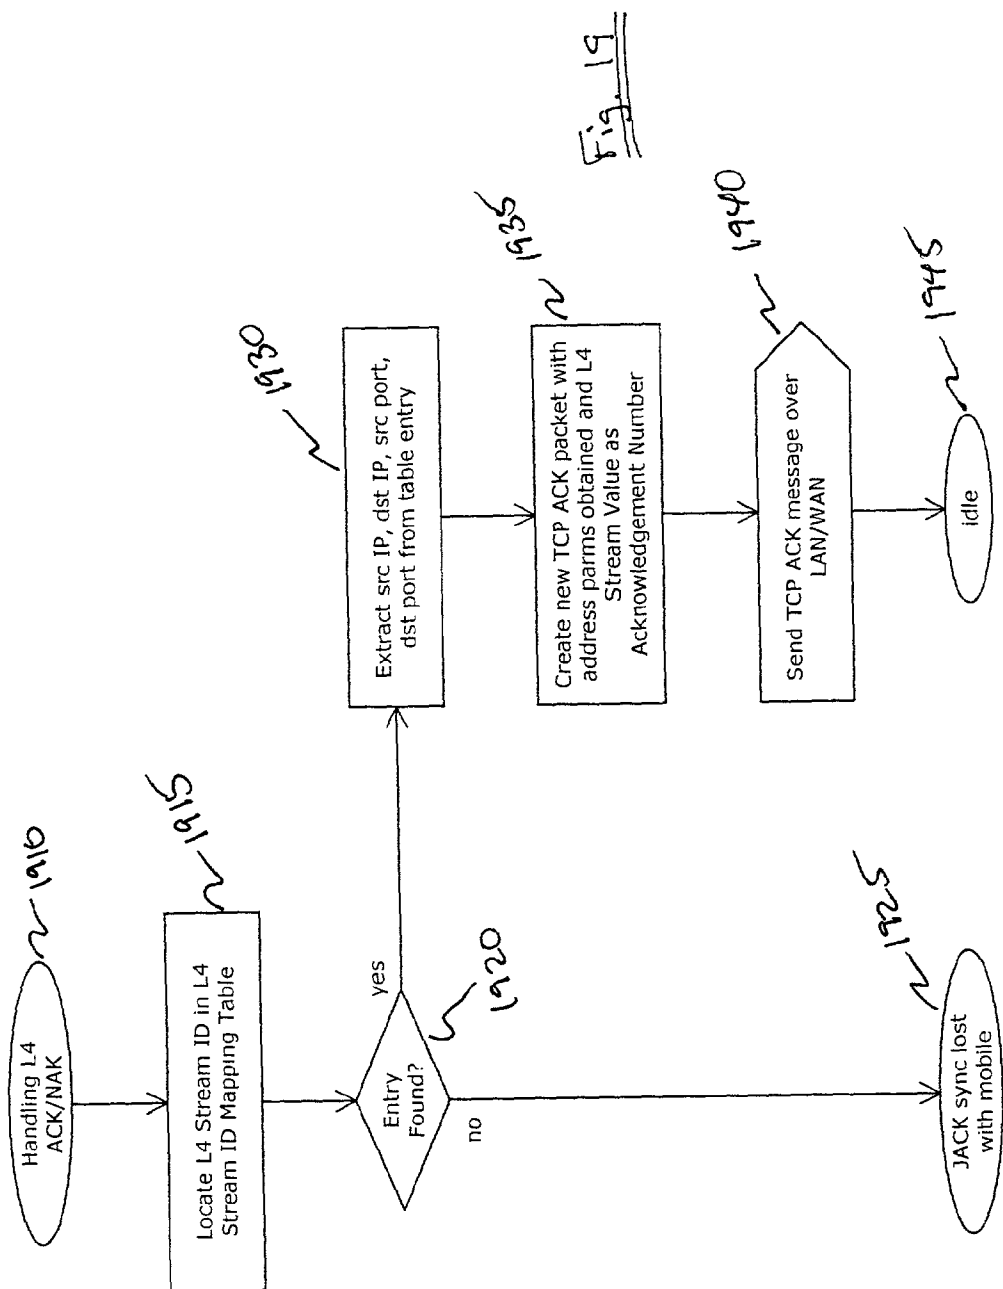 Handling L4
ACK/NAK
1910
Locate L4 Stream ID in L4
Stream ID Mapping Table
1915
Entry
Found?
yes
no
1920
JACK sync lost
with mobile
1925
Extract src IP, dst IP, src port,
dst port from table entry
1930
Create new TCP ACK packet with
address parms obtained and L4
Stream Value as
Acknowledgement Number
1935
Send TCP ACK message over
LAN/WAN
1940
idle
1945
Fig. 19